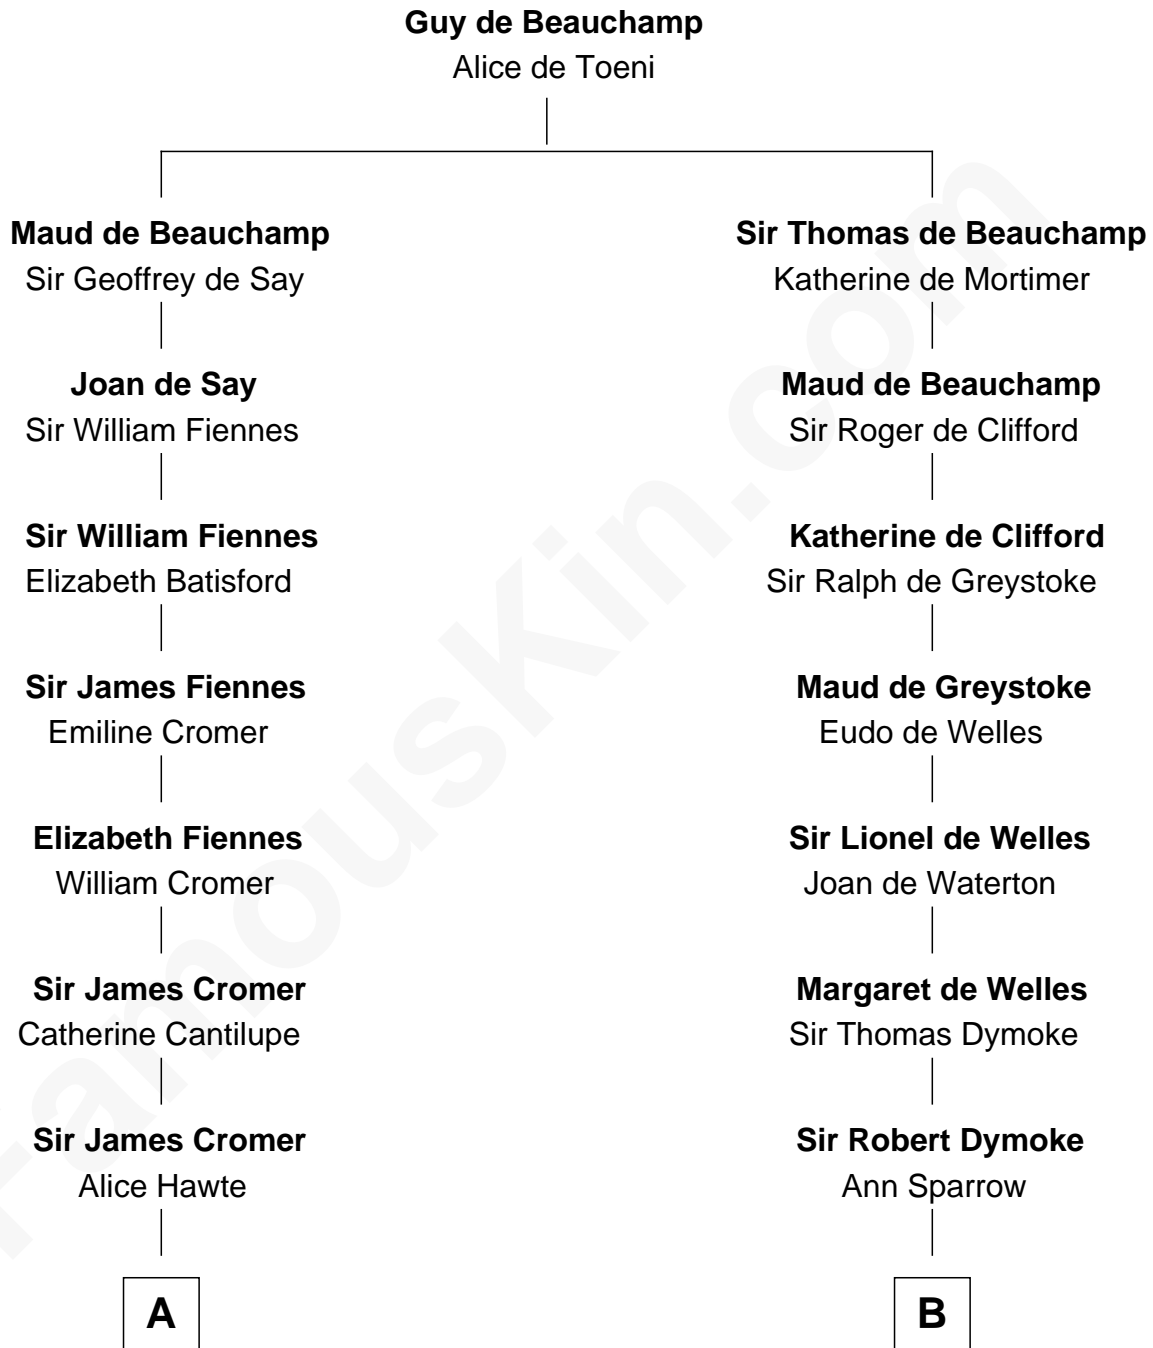 Guy de Beauchamp
Alice de Toeni
Maud de Beauchamp
Sir Geoffrey de Say
Sir Thomas de Beauchamp
Katherine de Mortimer
Joan de Say
Sir William Fiennes
Maud de Beauchamp
Sir Roger de Clifford
Sir William Fiennes
Elizabeth Batisford
Katherine de Clifford
Sir Ralph de Greystoke
Sir James Fiennes
Emiline Cromer
Maud de Greystoke
Eudo de Welles
Elizabeth Fiennes
William Cromer
Sir Lionel de Welles
Joan de Waterton
Sir James Cromer
Catherine Cantilupe
Margaret de Welles
Sir Thomas Dymoke
Sir James Cromer
Alice Hawte
Sir Robert Dymoke
Ann Sparrow
A
B
FamousKin.com